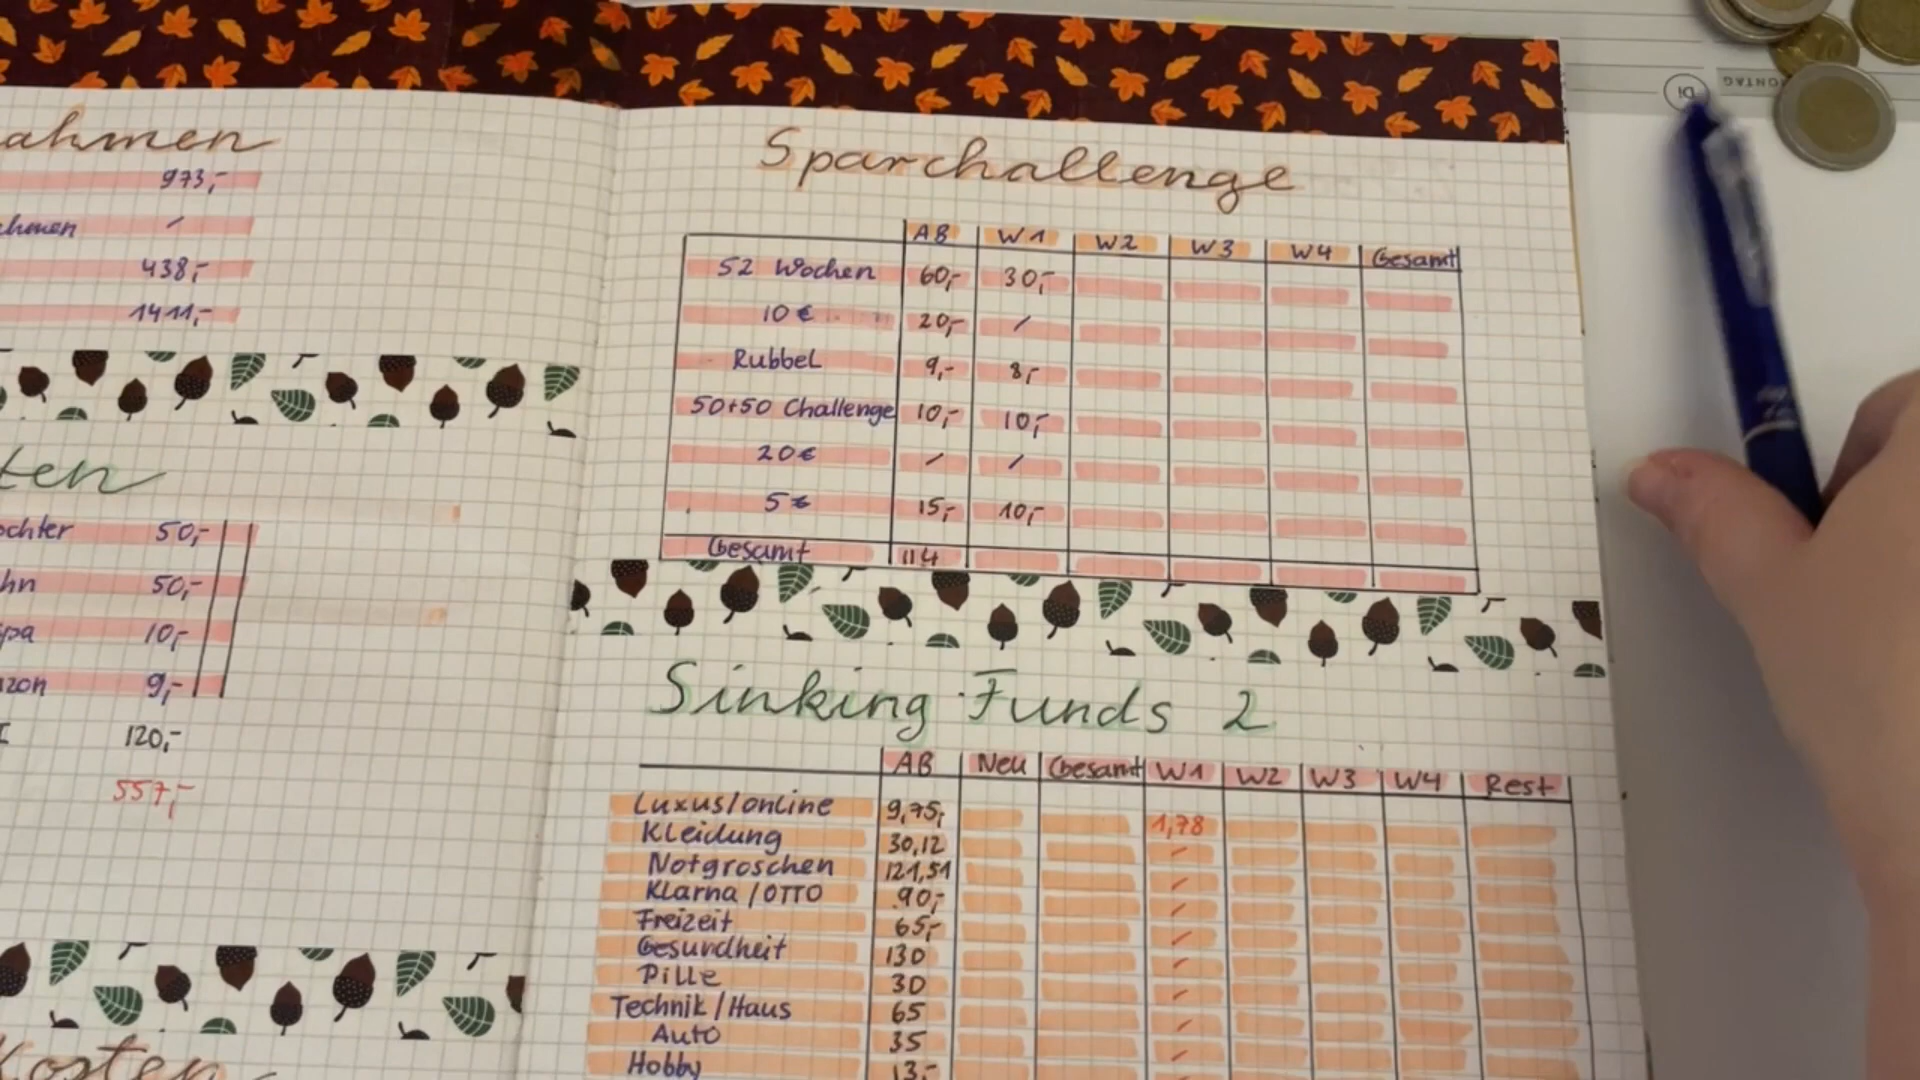 ahmen
973,-
ahmen /
438,-
1411,-
ten
ochter 50,-
hn 50,-
pa 10,-
zon 9,-
I 120,-
557,-
Kosten
Sparchallenge
AB W1 W2 W3 W4 Gesamt
52 Wochen 60,- 30,-
10€ 20,- /
Rubbel 9,- 8,-
50+50 Challenge 10,- 10,-
20€ / /
5€ 15,- 10,-
Gesamt 114
Sinking Funds 2
AB Neu Gesamt W1 W2 W3 W4 Rest
Luxus/online 9,75,- 1,78
Kleidung 30,12 /
Notgroschen 121,51 /
Klarna/OTTO 90,- /
Freizeit 65,- /
Gesundheit 130 /
Pille 30 /
Technik/Haus 65 /
Auto 35 /
Hobby 13,-
Di
MONTAG